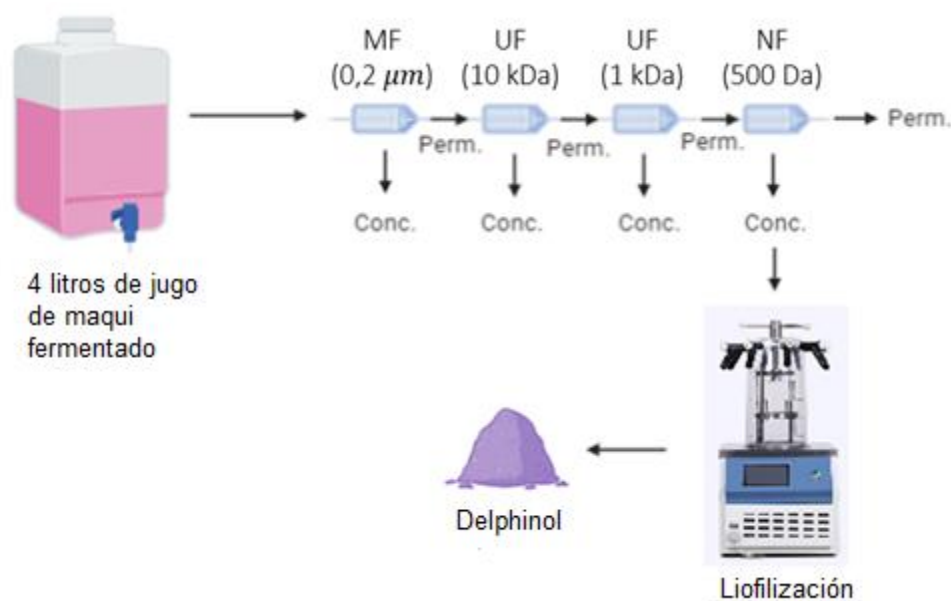 MF
(0,2 μm)
UF
(10 kDa)
UF
(1 kDa)
NF
(500 Da)
Perm.
Perm.
Perm.
Perm.
Conc.
Conc.
Conc.
Conc.
4 litros de jugo
de maqui
fermentado
Delphinol
Liofilización